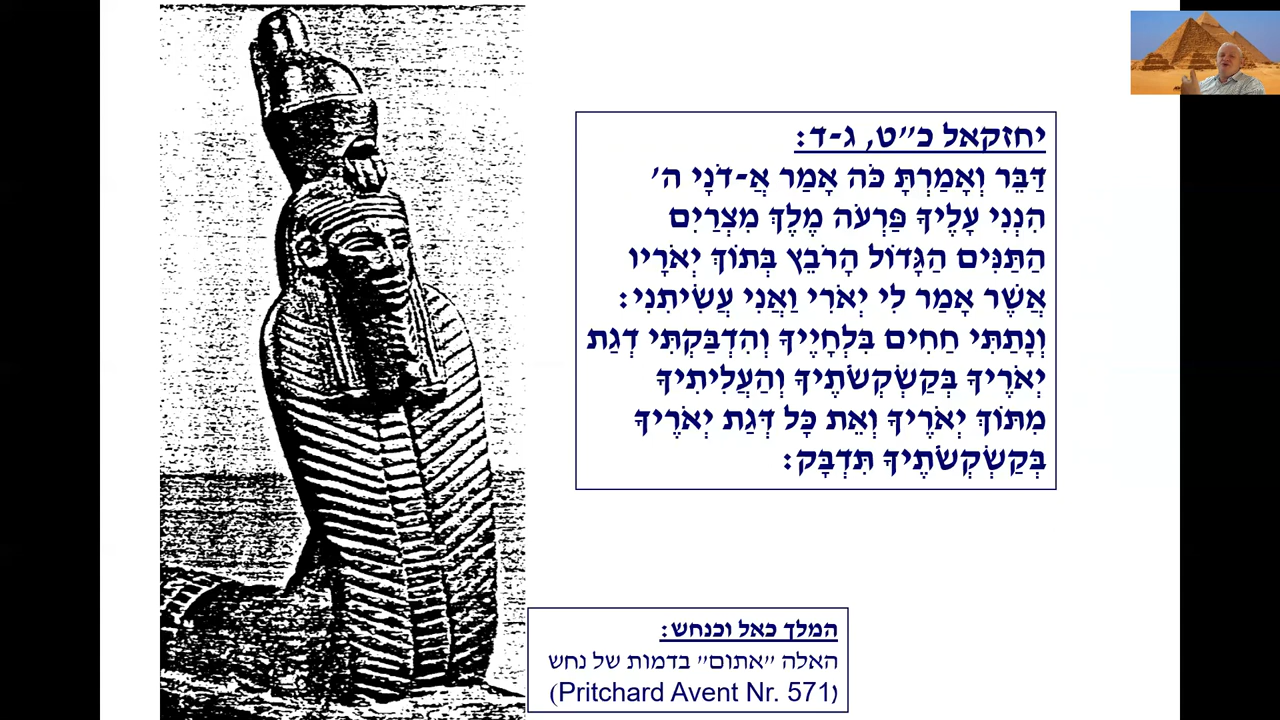 יחזקאל כ״ט, ג-ד:
דַּבֵּר וְאָמַרְתָּ כֹּה אָמַר אֲ-דֹנָי ה׳
הִנְנִי עָלֶיךָ פַּרְעֹה מֶלֶךְ מִצְרַיִם
הַתַּנִּים הַגָּדוֹל הָרֹבֵץ בְּתוֹךְ יְאֹרָיו
אֲשֶׁר אָמַר לִי יְאֹרִי וַאֲנִי עֲשִׂיתִנִי:
וְנָתַתִּי חַחִים בִּלְחָיֶיךָ וְהִדְבַּקְתִּי דְגַת
יְאֹרֶיךָ בְּקַשְׂקְשֹׂתֶיךָ וְהַעֲלִיתִיךָ
מִתּוֹךְ יְאֹרֶיךָ וְאֵת כָּל דְּגַת יְאֹרֶיךָ
בְּקַשְׂקְשֹׂתֶיךָ תִּדְבָּק:
המלך כאל וכנחש:
האלה ״אתום״ בדמות של נחש
(Pritchard Avent Nr. 571)